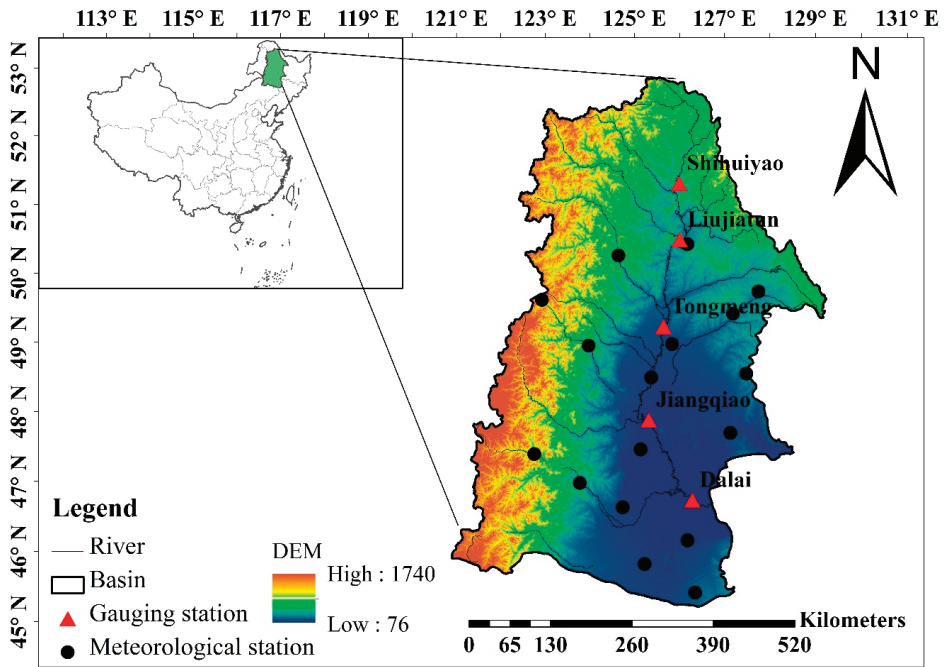 113° E 115° E 117° E 119° E 121° E 123° E 125° E 127° E 129° E 131° E
53° N
52° N
51° N
50° N
49° N
48° N
47° N
46° N
45° N
N
Shihuiyao
Liujiatun
Tongmeng
Jiangqiao
Dalai
Legend
River
Basin
Gauging station
Meteorological station
DEM
High : 1740
Low : 76
Kilometers
0 65 130 260 390 520